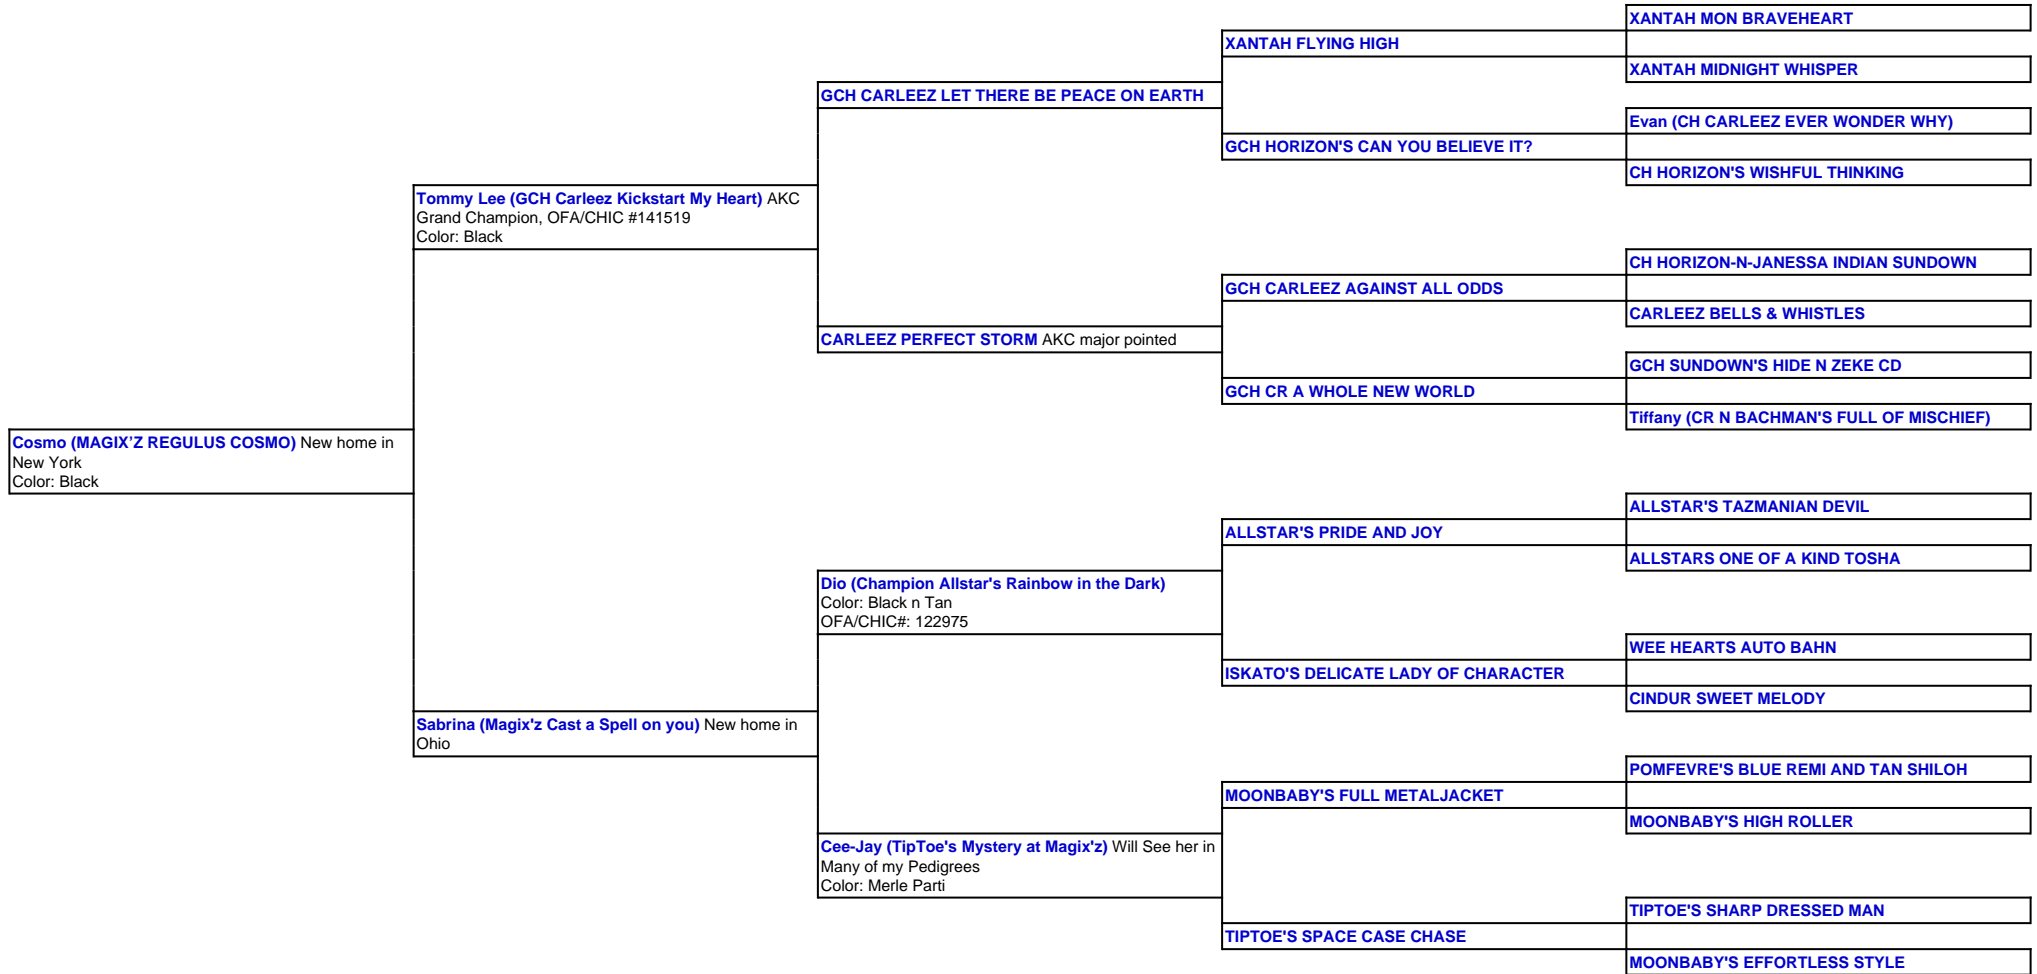 XANTAH MON BRAVEHEART
XANTAH FLYING HIGH
XANTAH MIDNIGHT WHISPER
GCH CARLEEZ LET THERE BE PEACE ON EARTH
Evan (CH CARLEEZ EVER WONDER WHY)
GCH HORIZON'S CAN YOU BELIEVE IT?
CH HORIZON'S WISHFUL THINKING
Tommy Lee (GCH Carleez Kickstart My Heart) AKC
Grand Champion, OFA/CHIC #141519
Color: Black
CH HORIZON-N-JANESSA INDIAN SUNDOWN
GCH CARLEEZ AGAINST ALL ODDS
CARLEEZ BELLS & WHISTLES
CARLEEZ PERFECT STORM AKC major pointed
GCH SUNDOWN'S HIDE N ZEKE CD
GCH CR A WHOLE NEW WORLD
Tiffany (CR N BACHMAN'S FULL OF MISCHIEF)
Cosmo (MAGIX’Z REGULUS COSMO) New home in
New York
Color: Black
ALLSTAR'S TAZMANIAN DEVIL
ALLSTAR'S PRIDE AND JOY
ALLSTARS ONE OF A KIND TOSHA
Dio (Champion Allstar's Rainbow in the Dark)
Color: Black n Tan
OFA/CHIC#: 122975
WEE HEARTS AUTO BAHN
ISKATO'S DELICATE LADY OF CHARACTER
CINDUR SWEET MELODY
Sabrina (Magix'z Cast a Spell on you) New home in
Ohio
POMFEVRE'S BLUE REMI AND TAN SHILOH
MOONBABY'S FULL METALJACKET
MOONBABY'S HIGH ROLLER
Cee-Jay (TipToe's Mystery at Magix'z) Will See her in
Many of my Pedigrees
Color: Merle Parti
TIPTOE'S SHARP DRESSED MAN
TIPTOE'S SPACE CASE CHASE
MOONBABY'S EFFORTLESS STYLE